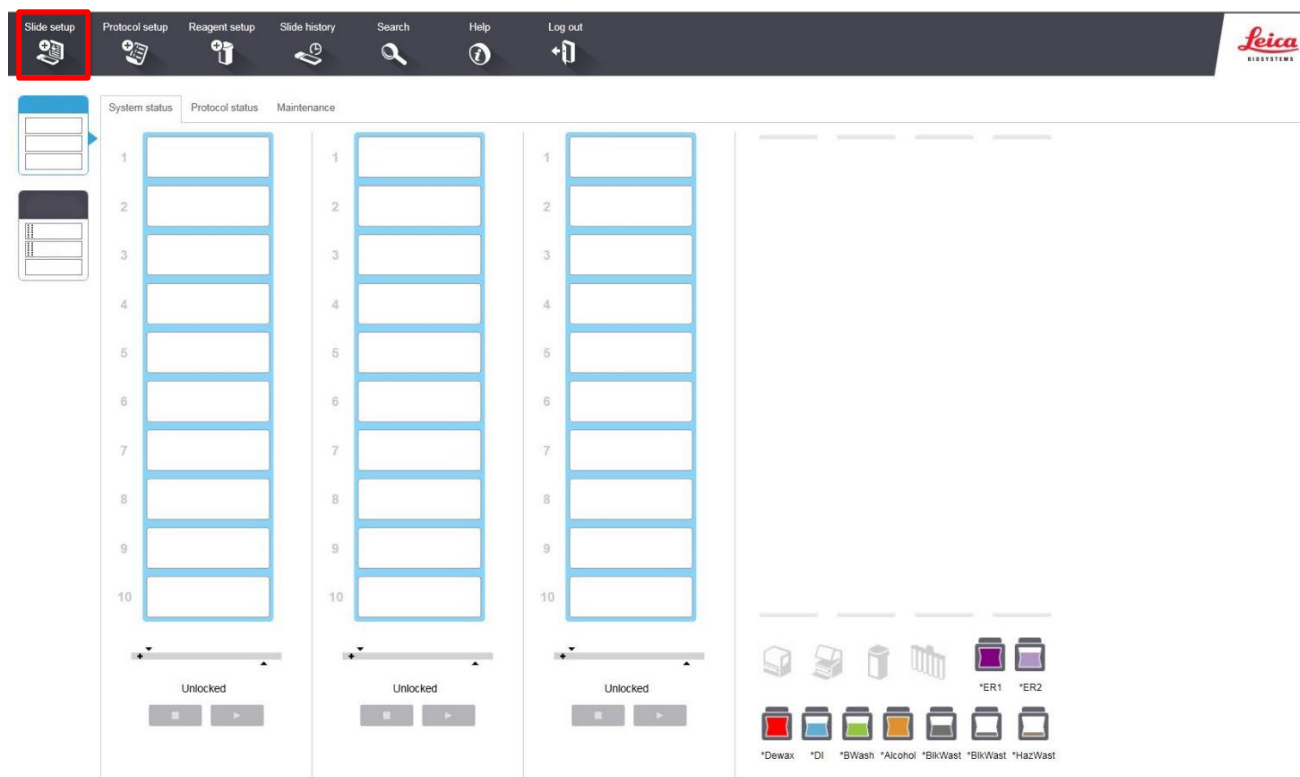 Slide setup Protocol setup Reagent setup Slide history Search Help Log out
Leica
BIOSYSTEMS
System status Protocol status Maintenance
1 1 1
2 2 2
3 3 3
4 4 4
5 5 5
6 6 6
7 7 7
8 8 8
9 9 9
10 10 10
Unlocked Unlocked Unlocked
*ER1 *ER2
*Dewax *DI *BWash *Alcohol *BlkWast *BlkWast *HazWast